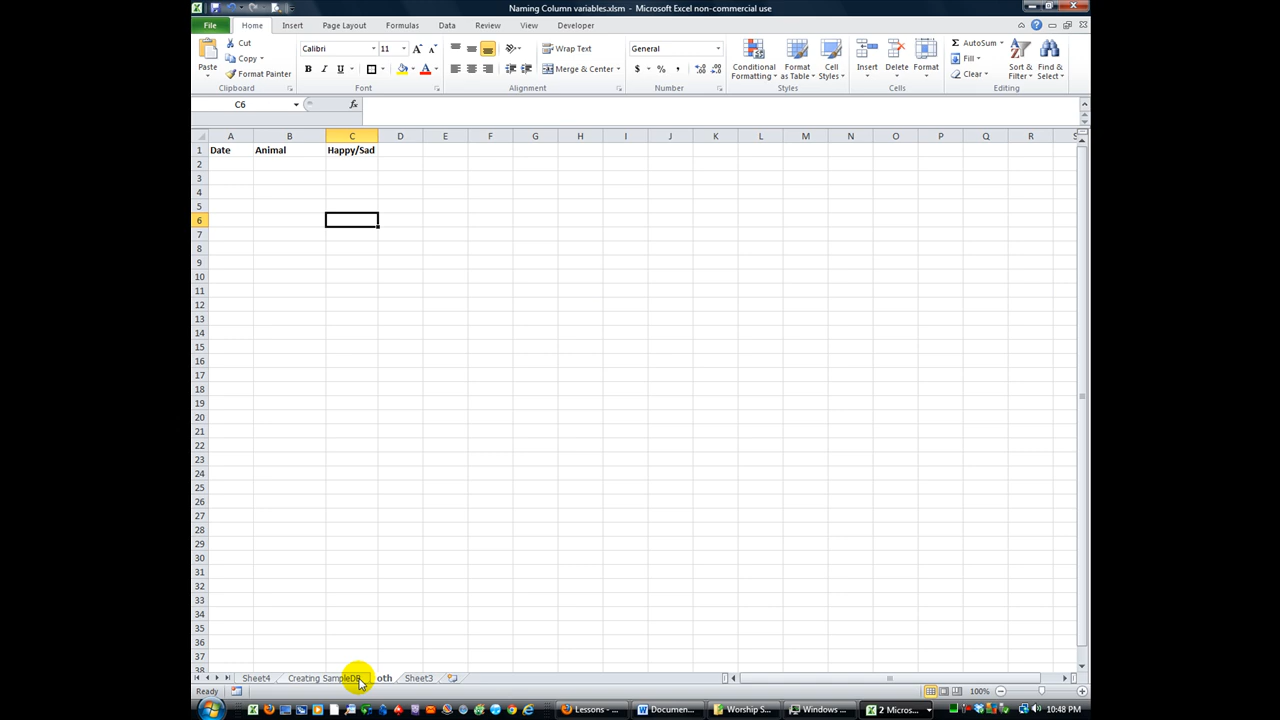 Naming Column variables.xlsm - Microsoft Excel non-commercial use
File Home Insert Page Layout Formulas Data Review View Developer
Paste Cut Copy Format Painter Clipboard
Calibri 11 B I U A Font
Wrap Text Merge & Center Alignment
General $ % , Number
Conditional Formatting Format as Table Cell Styles Styles
Insert Delete Format Cells
AutoSum Fill Clear Sort & Filter Find & Select Editing
C6 fx
A B C D E F G H I J K L M N O P Q R S
1 Date Animal Happy/Sad
2
3
4
5
6
7
8
9
10
11
12
13
14
15
16
17
18
19
20
21
22
23
24
25
26
27
28
29
30
31
32
33
34
35
36
37
38
Sheet4 Creating SampleDB oth Sheet3
Ready 100%
Lessons - ... Documen... Worship S... Windows ... 2 Micros... 10:48 PM